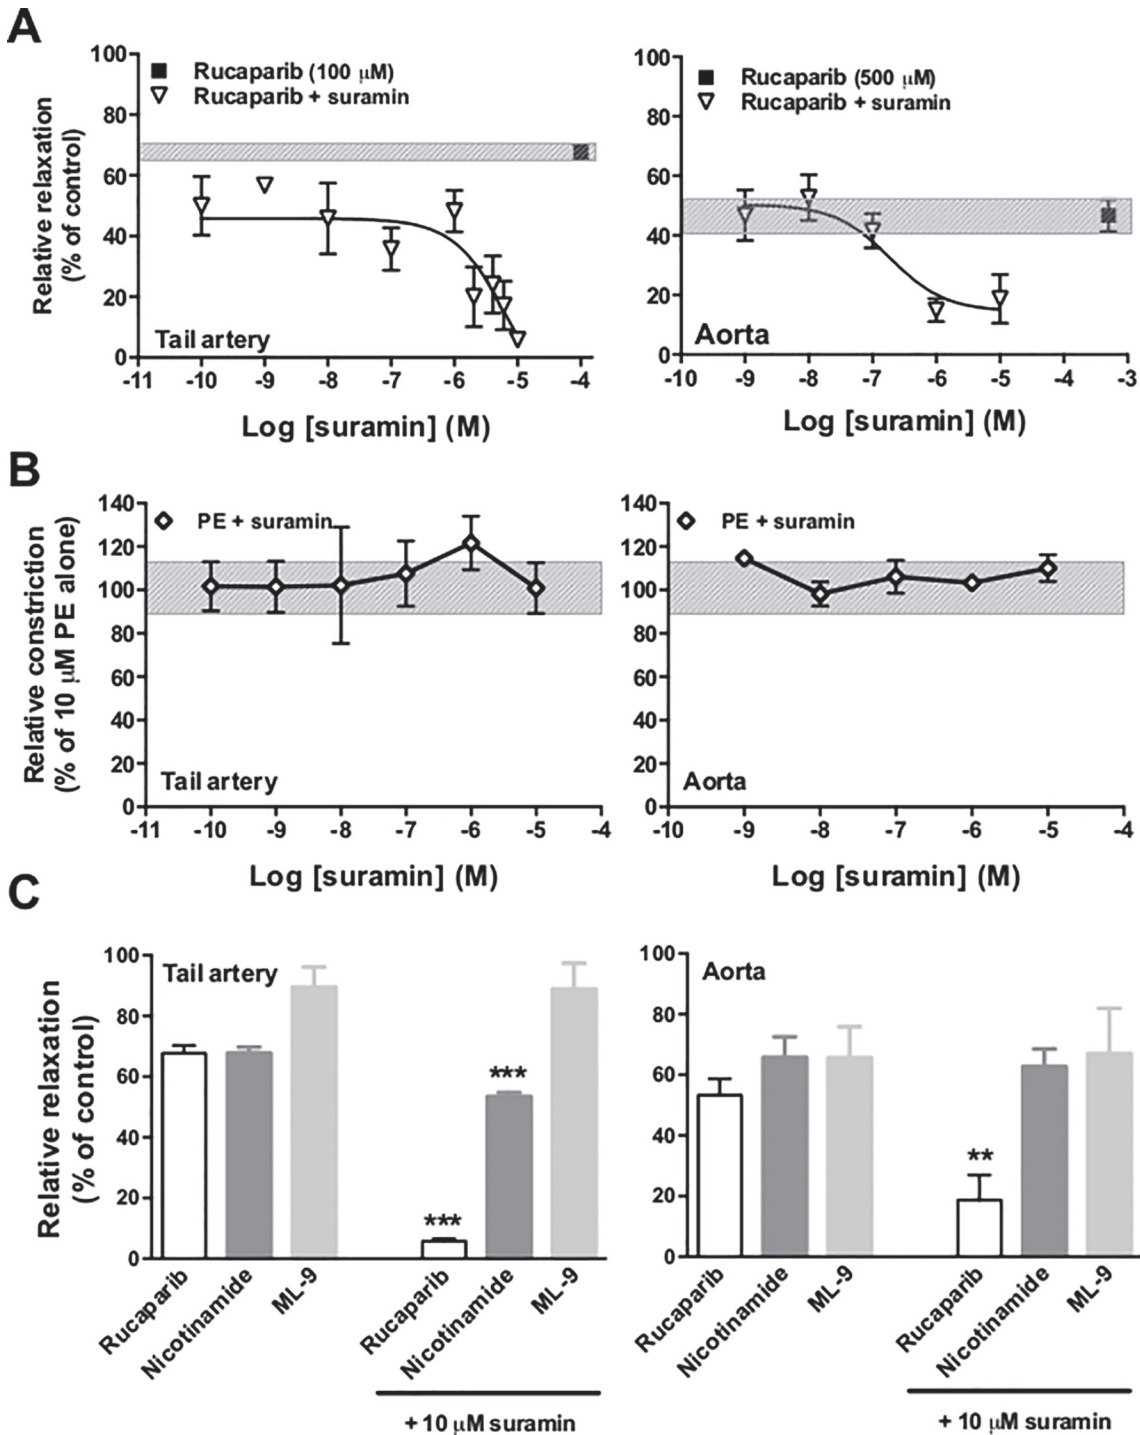 A
Relative relaxation
(% of control)
100
80
60
40
20
0
Rucaparib (100 µM)
Rucaparib + suramin
Tail artery
-11 -10 -9 -8 -7 -6 -5 -4
Log [suramin] (M)
100
80
60
40
20
0
Rucaparib (500 µM)
Rucaparib + suramin
Aorta
-10 -9 -8 -7 -6 -5 -4 -3
Log [suramin] (M)
B
Relative constriction
(% of 10 µM PE alone)
140
120
100
80
60
40
20
0
PE + suramin
Tail artery
-11 -10 -9 -8 -7 -6 -5 -4
Log [suramin] (M)
140
120
100
80
60
40
20
0
PE + suramin
Aorta
-10 -9 -8 -7 -6 -5 -4
Log [suramin] (M)
C
Relative relaxation
(% of control)
100
80
60
40
20
0
Tail artery
***
***
Rucaparib
Nicotinamide
ML-9
Rucaparib
Nicotinamide
ML-9
+ 10 µM suramin
100
80
60
40
20
0
Aorta
**
Rucaparib
Nicotinamide
ML-9
Rucaparib
Nicotinamide
ML-9
+ 10 µM suramin